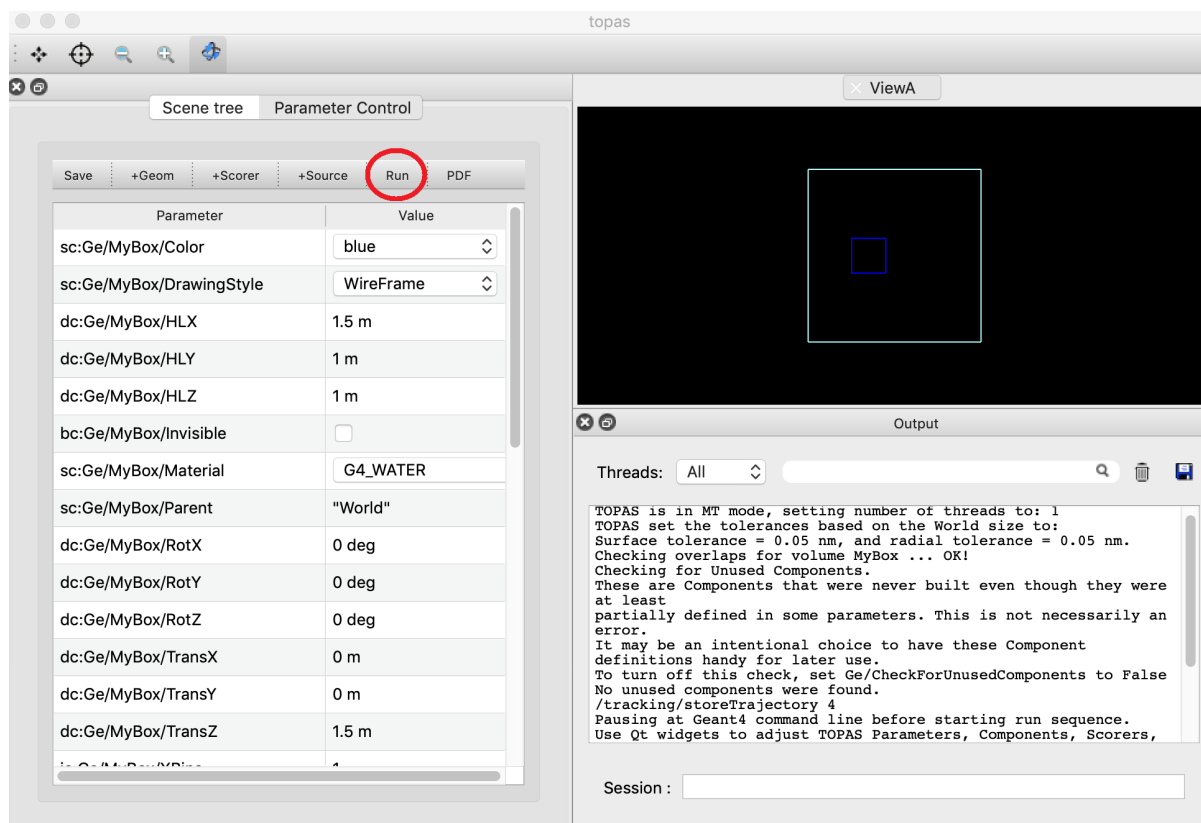 topas
Scene tree
Parameter Control
Save
+Geom
+Scorer
+Source
Run
PDF
Parameter
Value
sc:Ge/MyBox/Color
blue
sc:Ge/MyBox/DrawingStyle
WireFrame
dc:Ge/MyBox/HLX
1.5 m
dc:Ge/MyBox/HLY
1 m
dc:Ge/MyBox/HLZ
1 m
bc:Ge/MyBox/Invisible
sc:Ge/MyBox/Material
G4_WATER
sc:Ge/MyBox/Parent
"World"
dc:Ge/MyBox/RotX
0 deg
dc:Ge/MyBox/RotY
0 deg
dc:Ge/MyBox/RotZ
0 deg
dc:Ge/MyBox/TransX
0 m
dc:Ge/MyBox/TransY
0 m
dc:Ge/MyBox/TransZ
1.5 m
ViewA
Output
Threads:
All
TOPAS is in MT mode, setting number of threads to: 1
TOPAS set the tolerances based on the World size to:
Surface tolerance = 0.05 nm, and radial tolerance = 0.05 nm.
Checking overlaps for volume MyBox ... OK!
Checking for Unused Components.
These are Components that were never built even though they were
at least
partially defined in some parameters. This is not necessarily an
error.
It may be an intentional choice to have these Component
definitions handy for later use.
To turn off this check, set Ge/CheckForUnusedComponents to False
No unused components were found.
/tracking/storeTrajectory 4
Pausing at Geant4 command line before starting run sequence.
Use Qt widgets to adjust TOPAS Parameters, Components, Scorers,
Session :